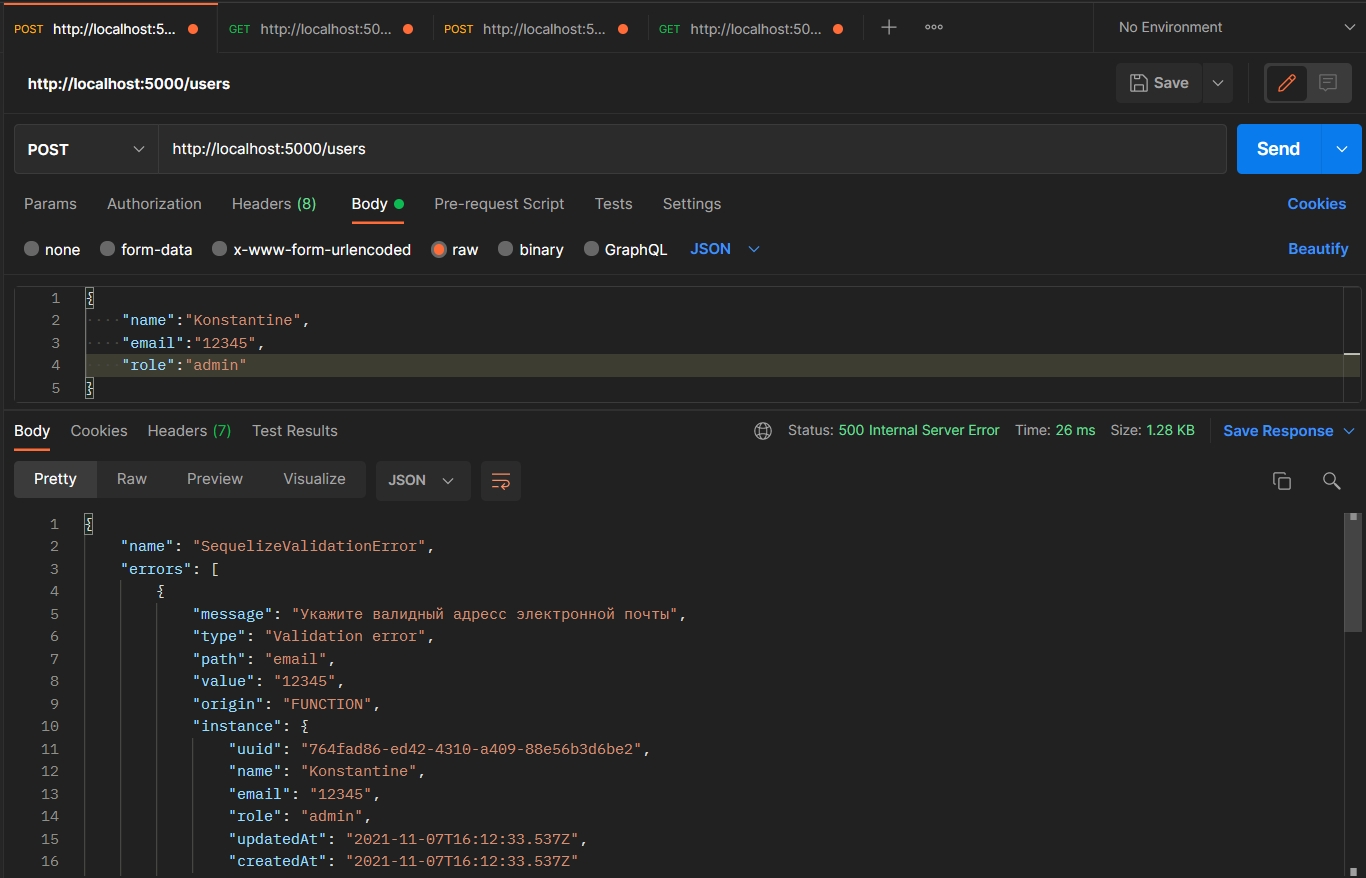 POST http://localhost:5... GET http://localhost:50... POST http://localhost:5... GET http://localhost:50... No Environment
http://localhost:5000/users Save
POST http://localhost:5000/users Send
Params Authorization Headers (8) Body Pre-request Script Tests Settings Cookies
none form-data x-www-form-urlencoded raw binary GraphQL JSON Beautify
1 {
2 ····"name":"Konstantine",
3 ····"email":"12345",
4 ····"role":"admin"
5 }
Body Cookies Headers (7) Test Results Status: 500 Internal Server Error Time: 26 ms Size: 1.28 KB Save Response
Pretty Raw Preview Visualize JSON
1 {
2 "name": "SequelizeValidationError",
3 "errors": [
4 {
5 "message": "Укажите валидный адресс электронной почты",
6 "type": "Validation error",
7 "path": "email",
8 "value": "12345",
9 "origin": "FUNCTION",
10 "instance": {
11 "uuid": "764fad86-ed42-4310-a409-88e56b3d6be2",
12 "name": "Konstantine",
13 "email": "12345",
14 "role": "admin",
15 "updatedAt": "2021-11-07T16:12:33.537Z",
16 "createdAt": "2021-11-07T16:12:33.537Z"